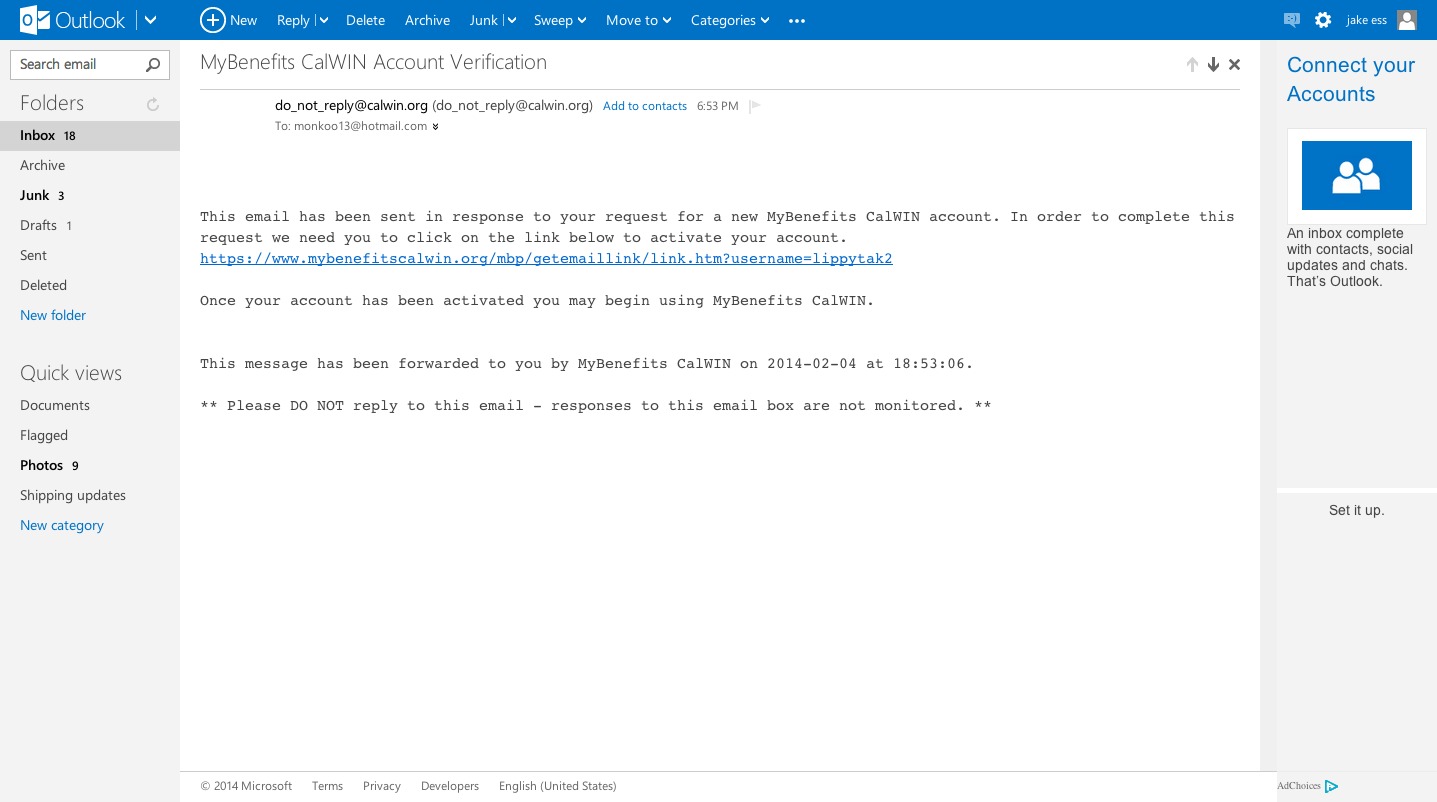 Outlook
New Reply Delete Archive Junk Sweep Move to Categories ••• jake ess
Search email
Folders
Inbox 18
Archive
Junk 3
Drafts 1
Sent
Deleted
New folder
Quick views
Documents
Flagged
Photos 9
Shipping updates
New category
MyBenefits CalWIN Account Verification
do_not_reply@calwin.org (do_not_reply@calwin.org) Add to contacts 6:53 PM
To: monkoo13@hotmail.com
This email has been sent in response to your request for a new MyBenefits CalWIN account. In order to complete this
request we need you to click on the link below to activate your account.
https://www.mybenefitscalwin.org/mbp/getemaillink/link.htm?username=lippytak2
Once your account has been activated you may begin using MyBenefits CalWIN.
This message has been forwarded to you by MyBenefits CalWIN on 2014-02-04 at 18:53:06.
** Please DO NOT reply to this email - responses to this email box are not monitored. **
Connect your
Accounts
An inbox complete
with contacts, social
updates and chats.
That's Outlook.
Set it up.
© 2014 Microsoft Terms Privacy Developers English (United States)
AdChoices